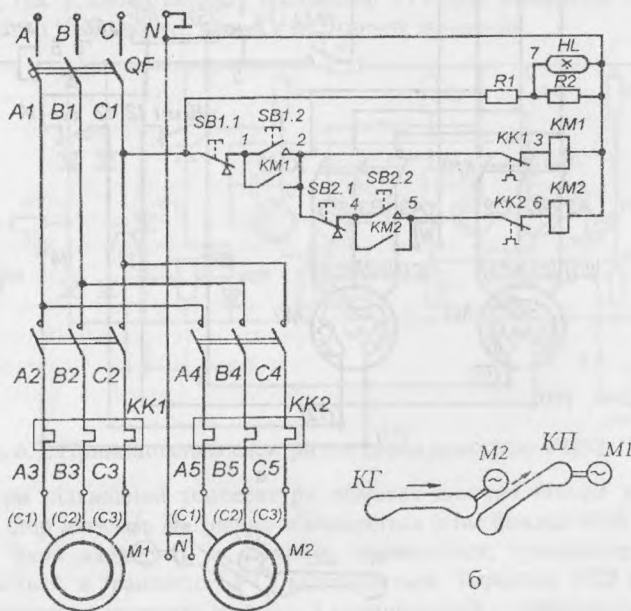 A B C N
QF
7 HL
A1 B1 C1
R1 R2
SB1.1 SB1.2
1 2 KK1 3 KM1
KM1
SB2.1 SB2.2
4 5 KK2 6 KM2
KM2
A2 B2 C2 A4 B4 C4
KK1 KK2
A3 B3 C3 A5 B5 C5
(C1) (C2) (C3) (C1) (C2) (C3)
M1 N M2
КГ M2 КП M1
б